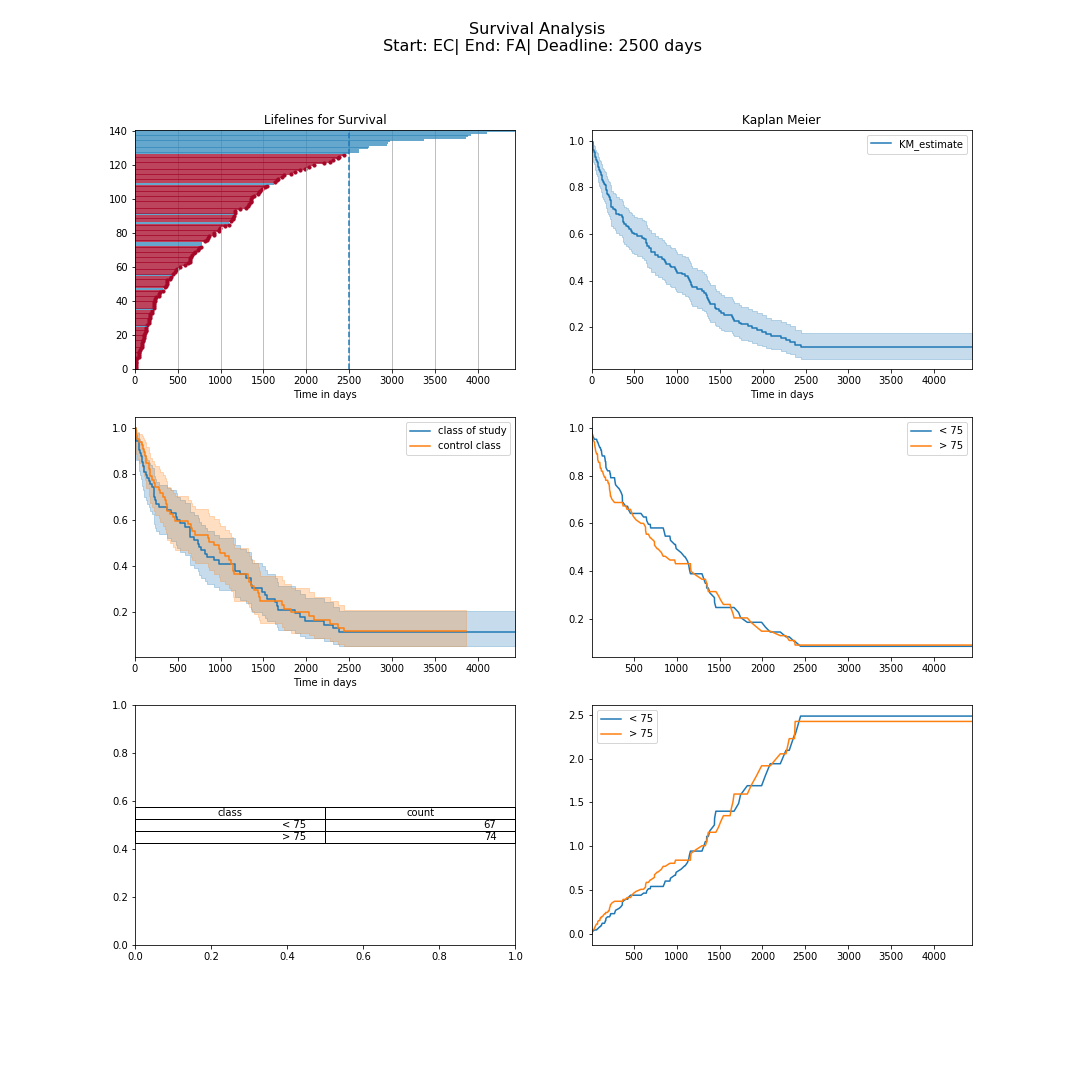 Survival Analysis
Start: EC| End: FA| Deadline: 2500 days
Lifelines for Survival
140
120
100
80
60
40
20
0
0 500 1000 1500 2000 2500 3000 3500 4000
Time in days
Kaplan Meier
KM_estimate
1.0
0.8
0.6
0.4
0.2
0 500 1000 1500 2000 2500 3000 3500 4000
Time in days
class of study
control class
1.0
0.8
0.6
0.4
0.2
0 500 1000 1500 2000 2500 3000 3500 4000
Time in days
< 75
> 75
1.0
0.8
0.6
0.4
0.2
500 1000 1500 2000 2500 3000 3500 4000
1.0
0.8
0.6
class count
< 75 67
> 75 74
0.4
0.2
0.0
0.0 0.2 0.4 0.6 0.8 1.0
< 75
> 75
2.5
2.0
1.5
1.0
0.5
0.0
500 1000 1500 2000 2500 3000 3500 4000